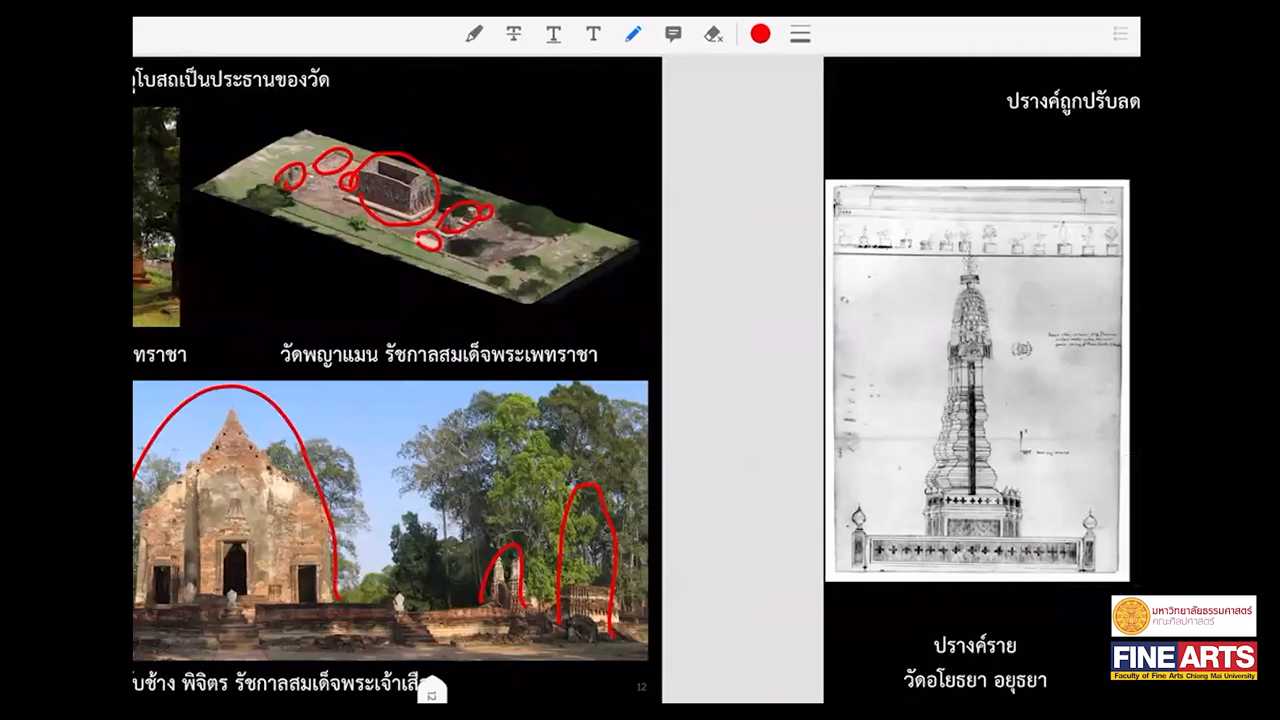 โบสถเป็นประธานของวัด
ปรางค์ถูกปรับลด
ทราชา
วัดพญาแมน รัชกาลสมเด็จพระเพทราชา
ปรางค์ราย
วัดอโยธยา อยุธยา
ช้าง พิจิตร รัชกาลสมเด็จพระเจ้าเสือ
12
12
มหาวิทยาลัยธรรมศาสตร์
คณะศิลปศาสตร์
FINE ARTS
Faculty of Fine Arts Chiang Mai University